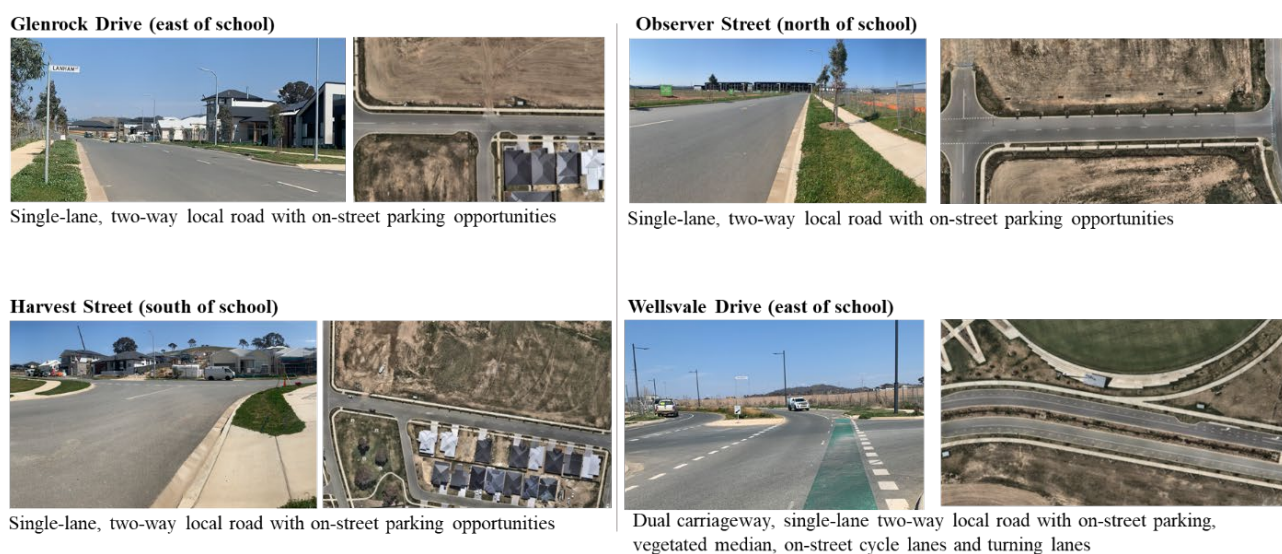 Glenrock Drive (east of school)
LANHAM
Single-lane, two-way local road with on-street parking opportunities
Observer Street (north of school)
Single-lane, two-way local road with on-street parking opportunities
Harvest Street (south of school)
Single-lane, two-way local road with on-street parking opportunities
Wellsvale Drive (east of school)
Dual carriageway, single-lane two-way local road with on-street parking,
vegetated median, on-street cycle lanes and turning lanes